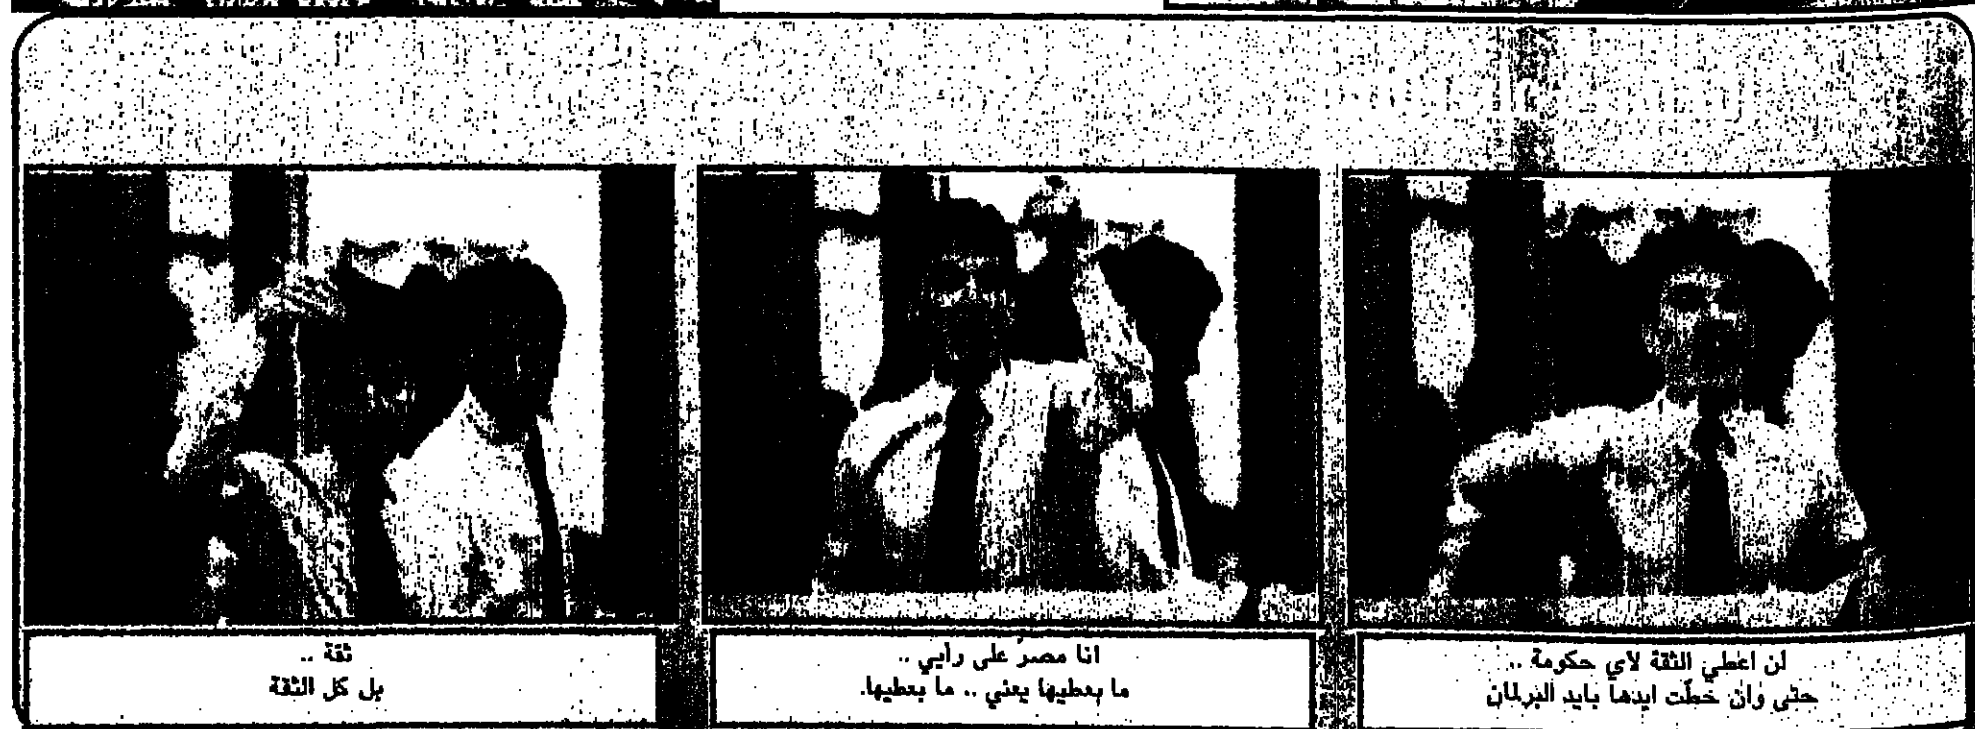 لن اعطي الثقة لاي حكومة ..
حتى وان خطّت ايدها بايد البرلمان
انا مصرّ على رأيي ..
ما بعطيها يعني .. ما بعطيها.
ثقة ..
بل كل الثقة